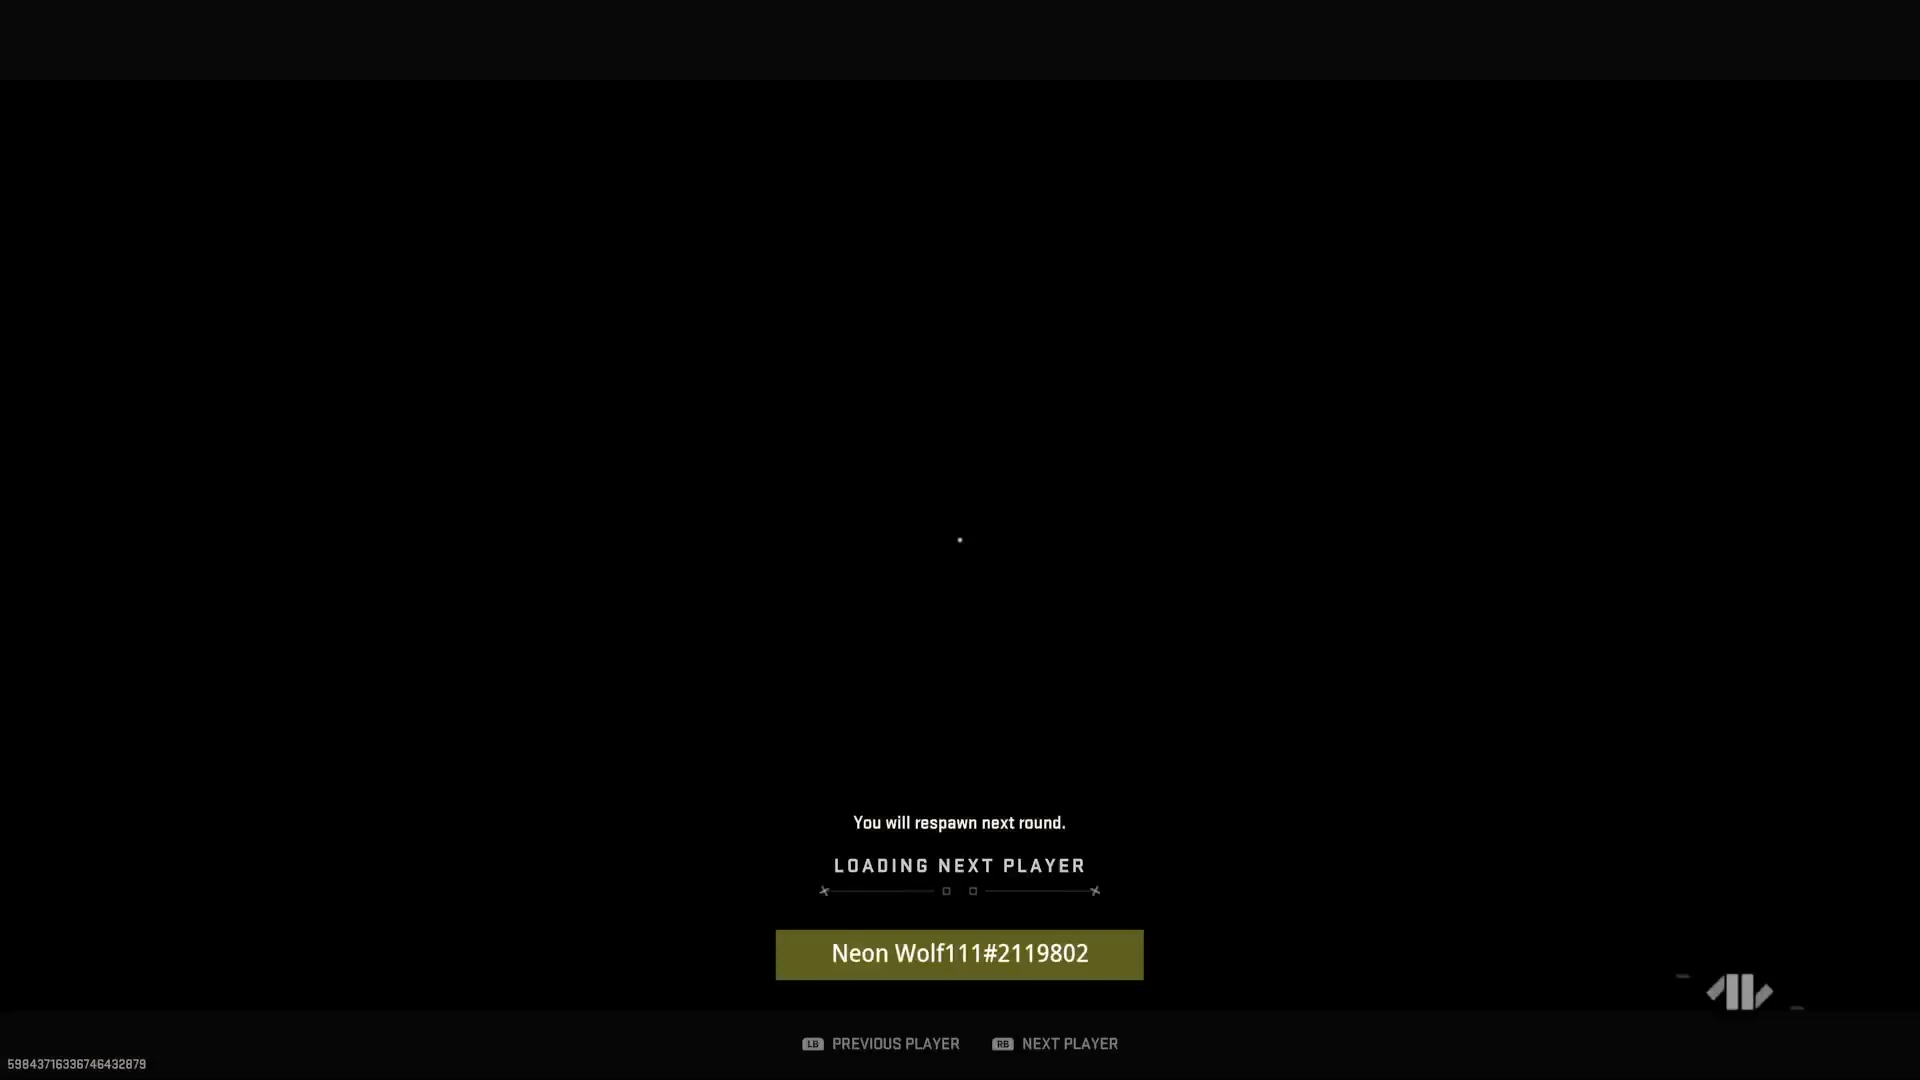 You will respawn next round.
LOADING NEXT PLAYER
Neon Wolf111#2119802
LB PREVIOUS PLAYER RB NEXT PLAYER
59843716336746432879